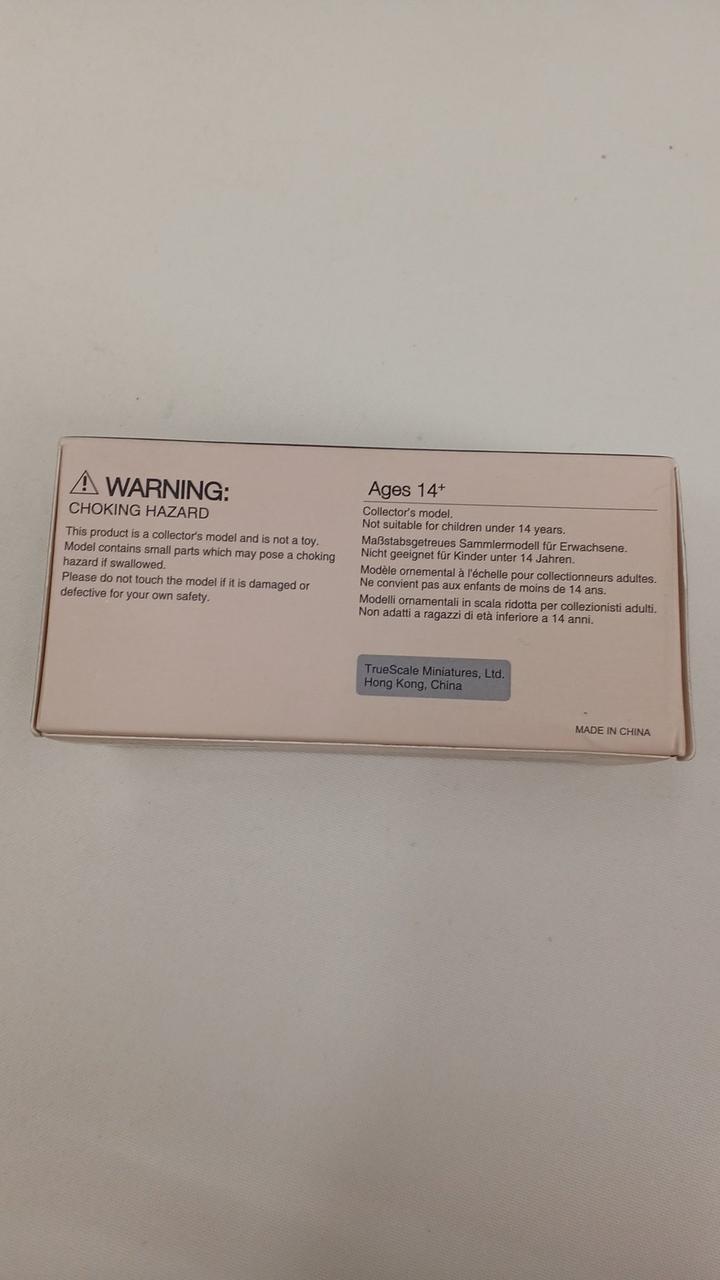 WARNING:
CHOKING HAZARD
This product is a collector's model and is not a toy.
Model contains small parts which may pose a choking
hazard if swallowed.
Please do not touch the model if it is damaged or
defective for your own safety.
Ages 14+
Collector's model.
Not suitable for children under 14 years.
Maßstabsgetreues Sammlermodell für Erwachsene.
Nicht geeignet für Kinder unter 14 Jahren.
Modèle ornemental à l'échelle pour collectionneurs adultes.
Ne convient pas aux enfants de moins de 14 ans.
Modelli ornamentali in scala ridotta per collezionisti adulti.
Non adatti a ragazzi di età inferiore a 14 anni.
TrueScale Miniatures, Ltd.
Hong Kong, China
MADE IN CHINA